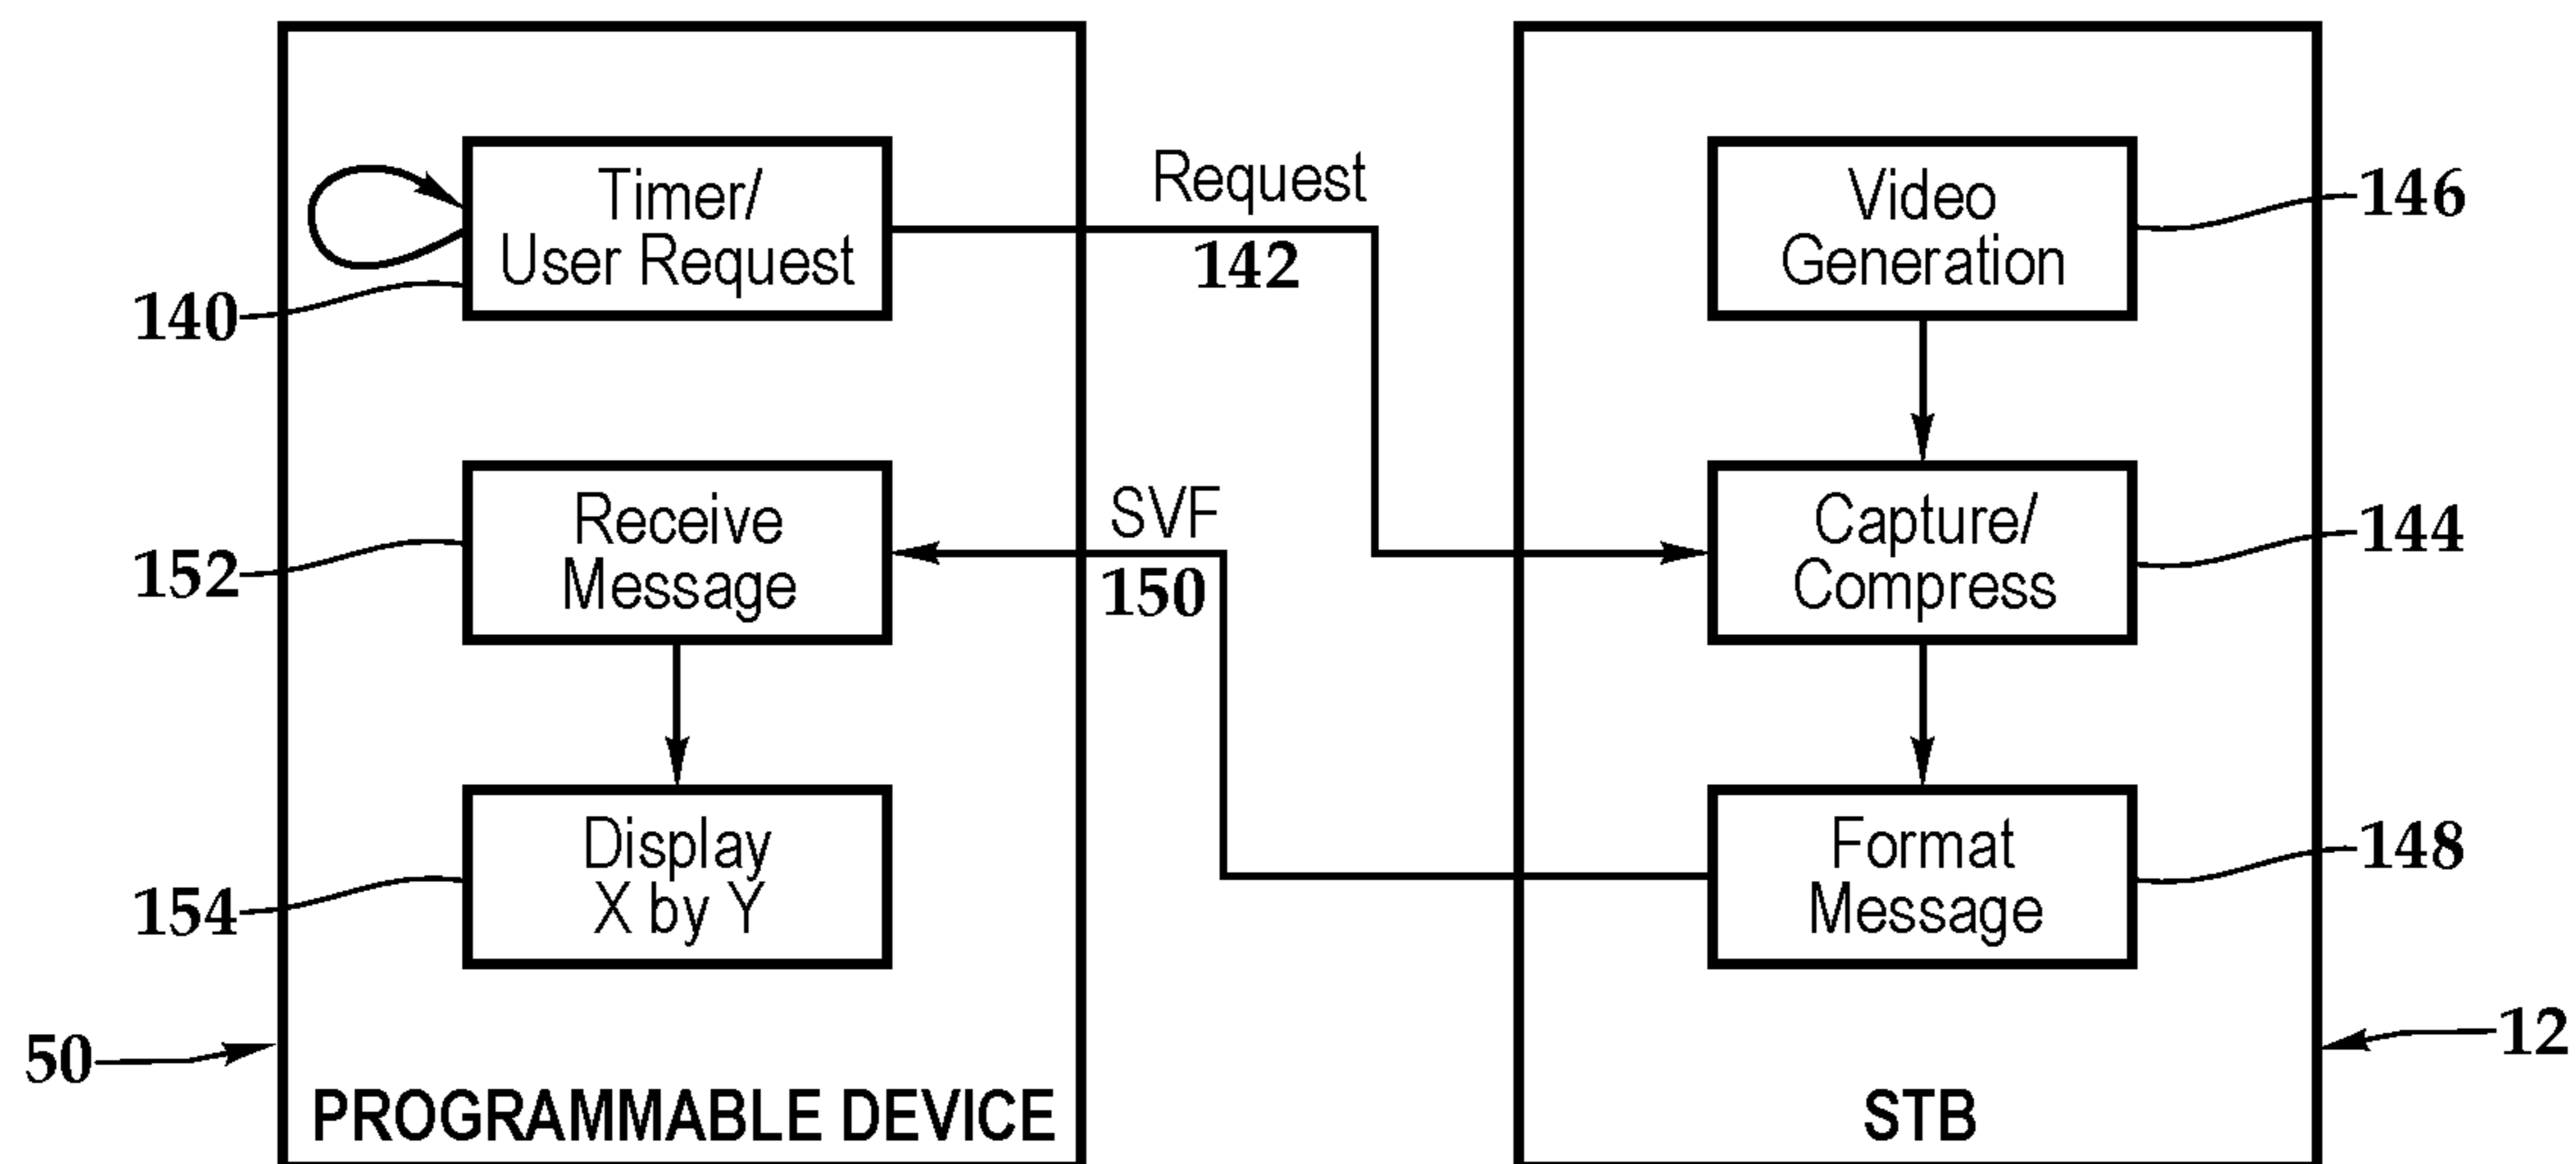 Timer/
User Request
140
Request
142
Video
Generation
146
Receive
Message
152
SVF
150
Capture/
Compress
144
Display
X by Y
154
Format
Message
148
50
PROGRAMMABLE DEVICE
STB
12